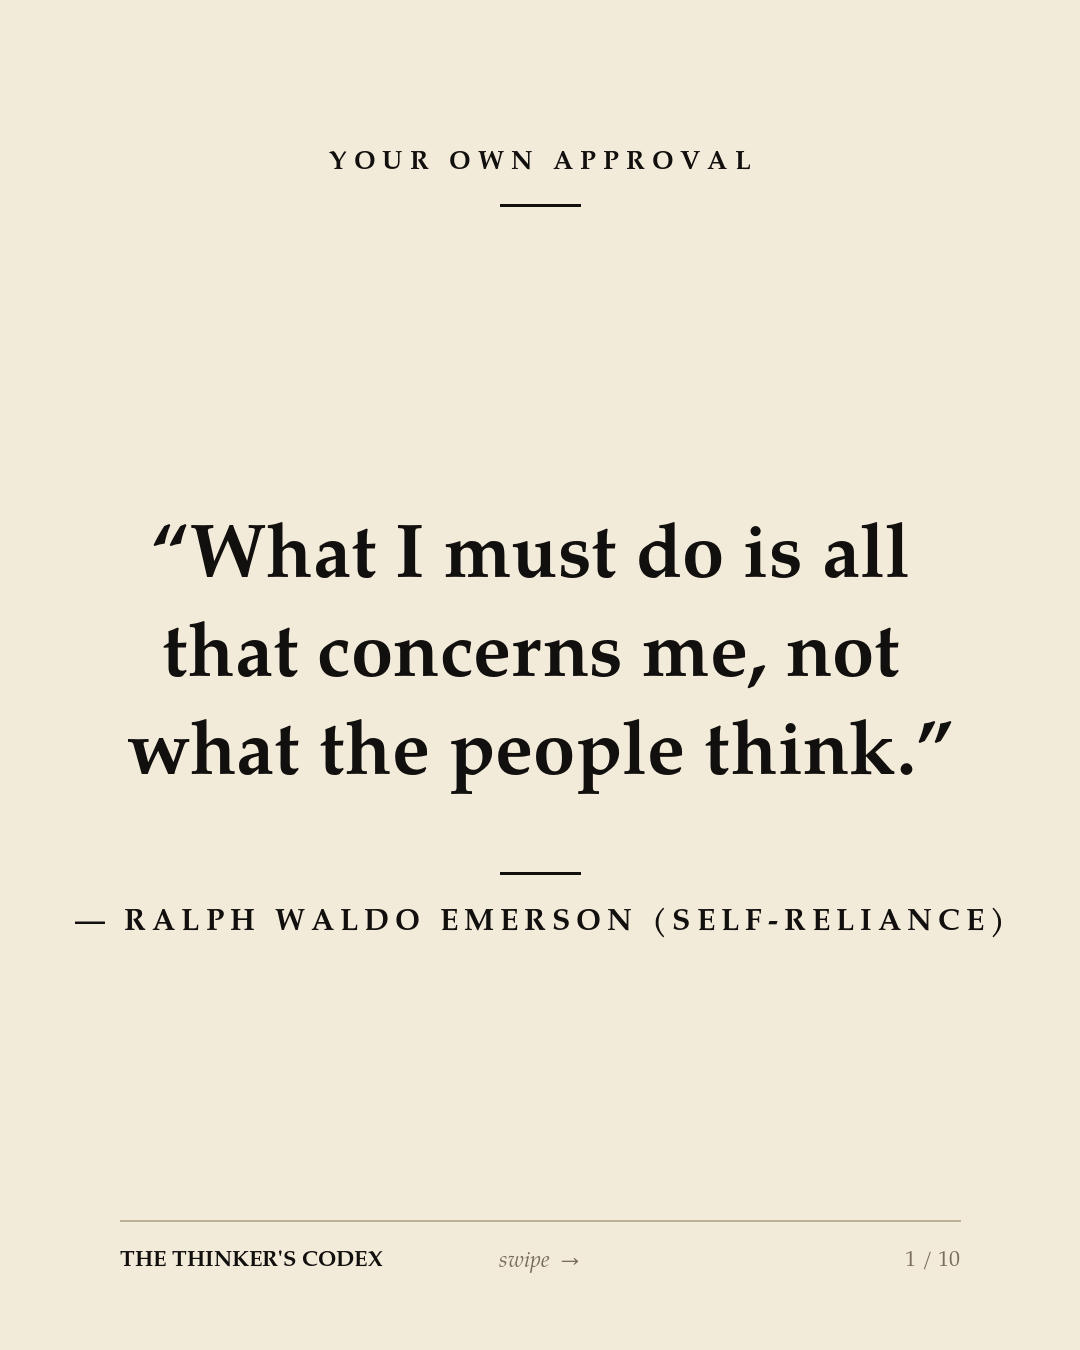 YOUR OWN APPROVAL
“What I must do is all
that concerns me, not
what the people think.”
— RALPH WALDO EMERSON (SELF-RELIANCE)
THE THINKER'S CODEX
swipe →
1 / 10